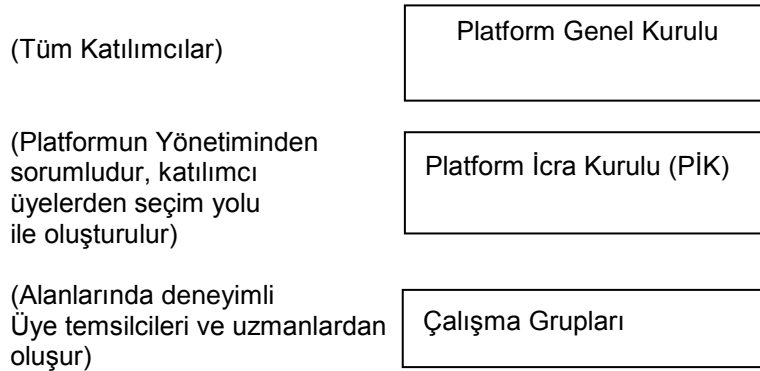 (Tüm Katılımcılar)
Platform Genel Kurulu
(Platformun Yönetiminden
sorumludur, katılımcı
üyelerden seçim yolu
ile oluşturulur)
Platform İcra Kurulu (PİK)
(Alanlarında deneyimli
Üye temsilcileri ve uzmanlardan
oluşur)
Çalışma Grupları